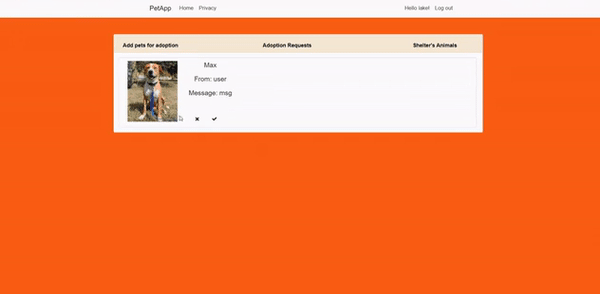 PetApp Home Privacy Hello lake! Log out
Add pets for adoption Adoption Requests Shelter's Animals
Max
From: user
Message: msg